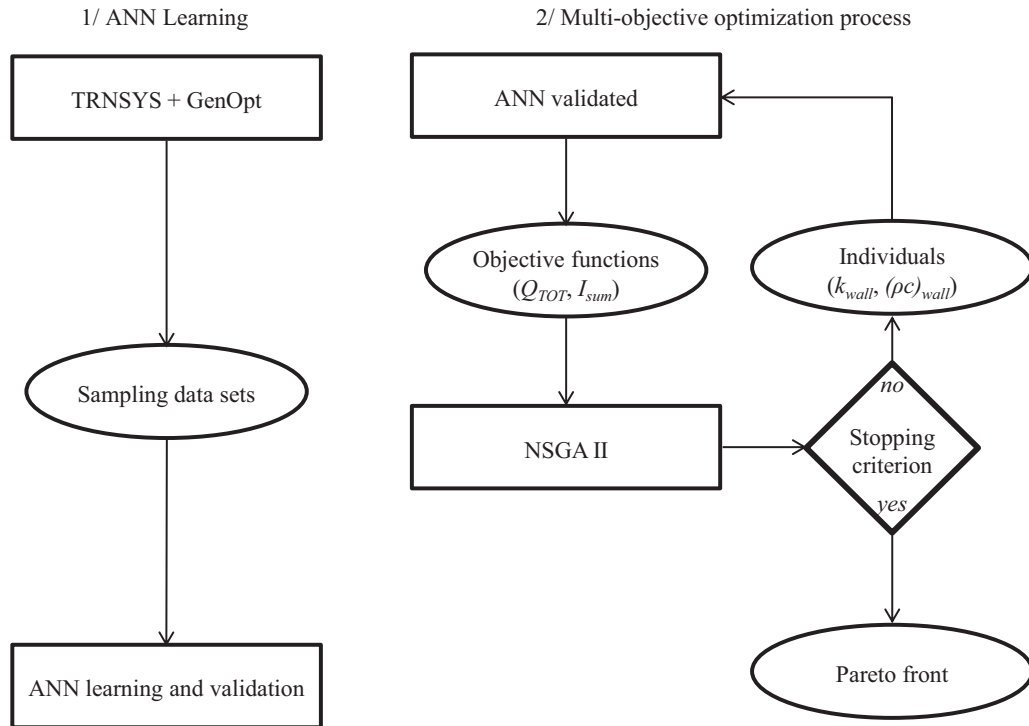 1/ ANN Learning
TRNSYS + GenOpt
Sampling data sets
ANN learning and validation
2/ Multi-objective optimization process
ANN validated
Objective functions
(Q_TOT, I_sum)
NSGA II
Individuals
(k_wall, (ρc)_wall)
no
Stopping
criterion
yes
Pareto front